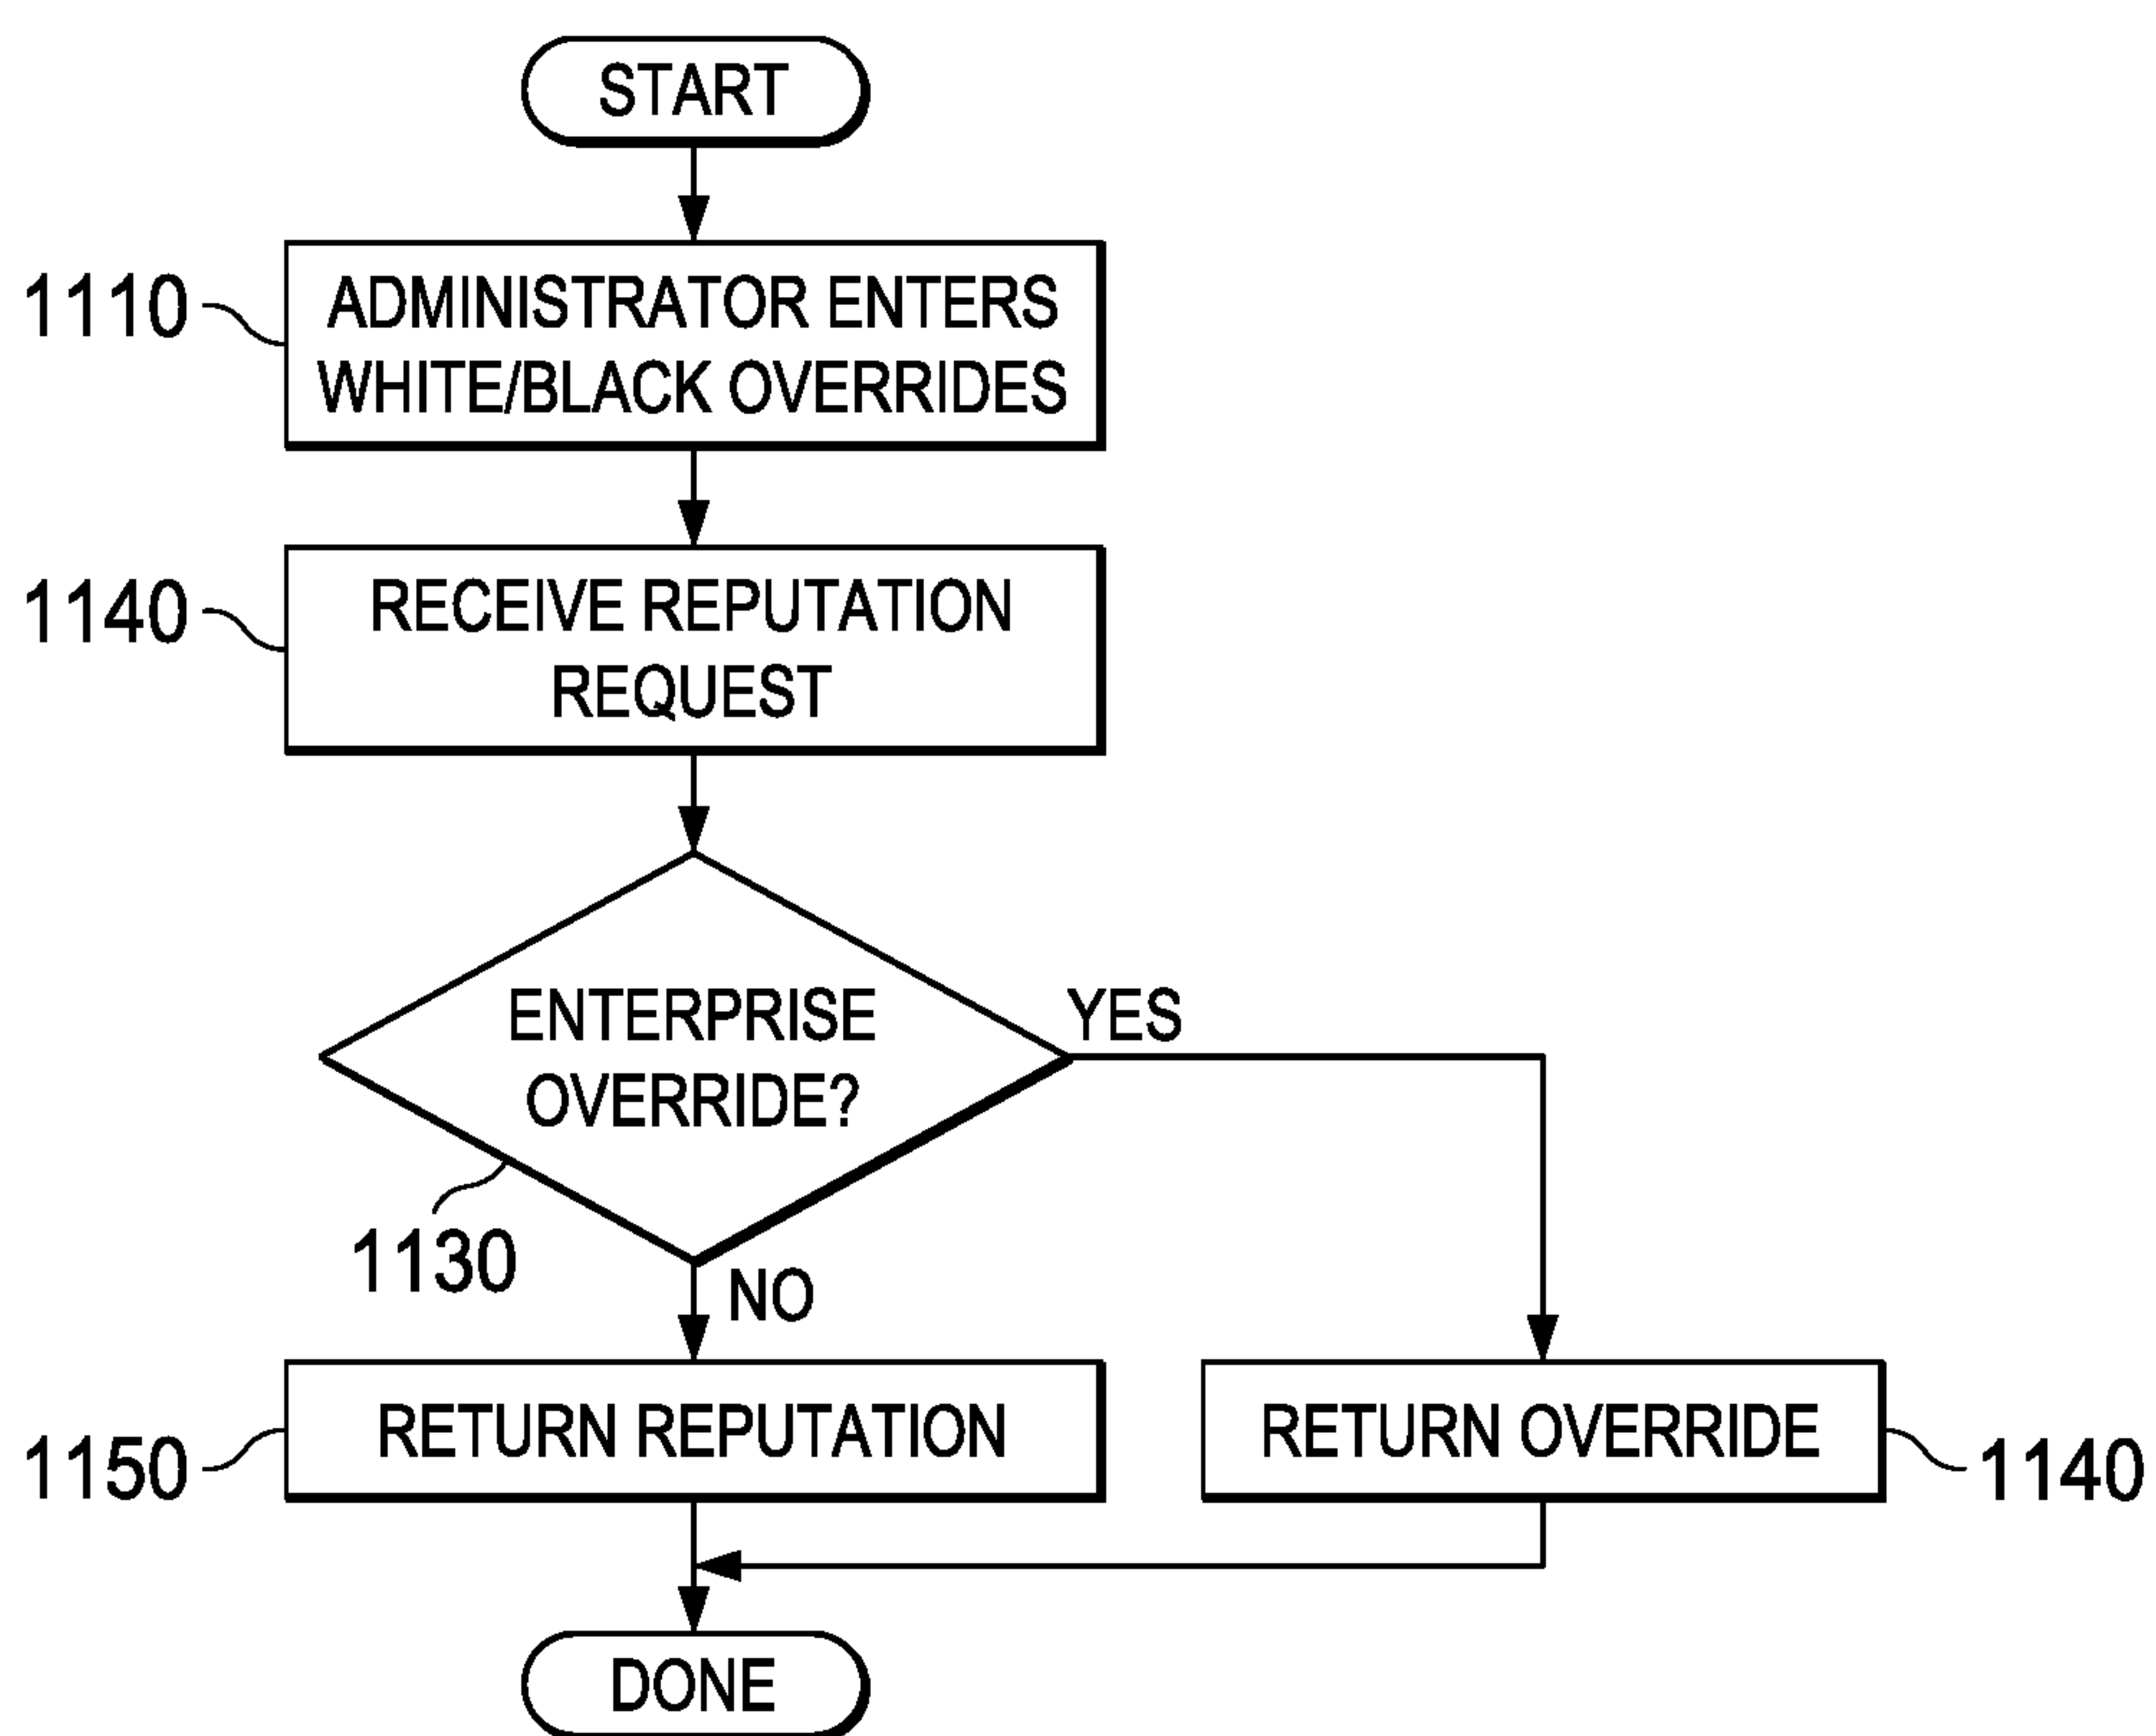 START
1110
ADMINISTRATOR ENTERS
WHITE/BLACK OVERRIDES
1140
RECEIVE REPUTATION
REQUEST
ENTERPRISE
OVERRIDE?
YES
1130
NO
1150
RETURN REPUTATION
RETURN OVERRIDE
1140
DONE